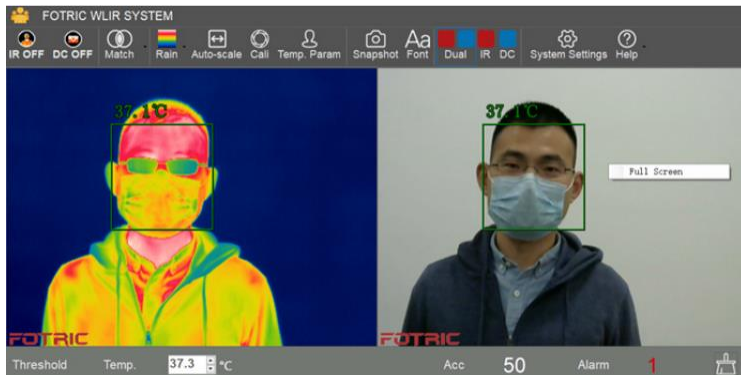 FOTRIC WLIR SYSTEM
IR OFF DC OFF Match Rain Auto-scale Cali Temp. Param Snapshot Aa Font Dual IR DC System Settings Help
37.1℃ 37.1℃
Full Screen
FOTRIC FOTRIC
Threshold Temp. 37.3 °C Acc 50 Alarm 1